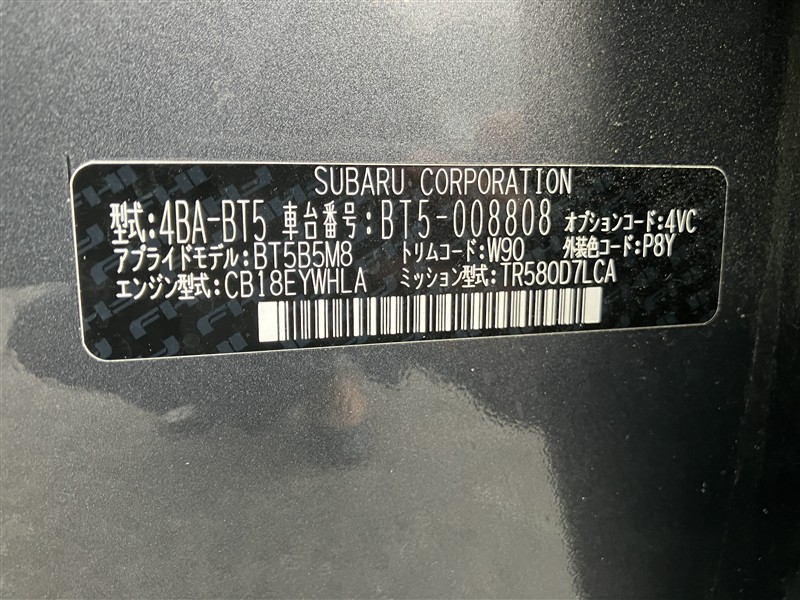 SUBARU CORPORATION
型式:4BA-BT5 車台番号:BT5-008808 オプションコード:4VC
アプライドモデル:BT5B5M8 トリムコード:W90 外装色コード:P8Y
エンジン型式:CB18EYWHLA ミッション型式:TR580D7LCA